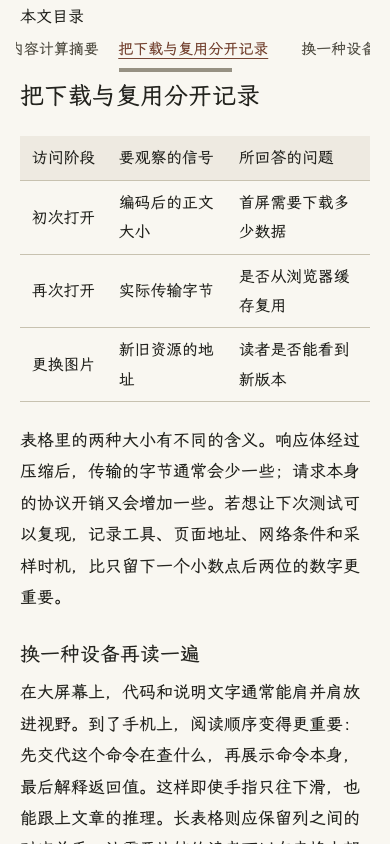 本文目录
内容计算摘要 把下载与复用分开记录 换一种设备
把下载与复用分开记录
访问阶段 要观察的信号 所回答的问题
初次打开 编码后的正文大小 首屏需要下载多少数据
再次打开 实际传输字节 是否从浏览器缓存复用
更换图片 新旧资源的地址 读者是否能看到新版本
表格里的两种大小有不同的含义。响应体经过
压缩后，传输的字节通常会少一些；请求本身
的协议开销又会增加一些。若想让下次测试可
以复现，记录工具、页面地址、网络条件和采
样时机，比只留下一个小数点后两位的数字更
重要。
换一种设备再读一遍
在大屏幕上，代码和说明文字通常能肩并肩放
进视野。到了手机上，阅读顺序变得更重要：
先交代这个命令在查什么，再展示命令本身，
最后解释返回值。这样即使手指只往下滑，也
能跟上文章的推理。长表格则应保留列之间的